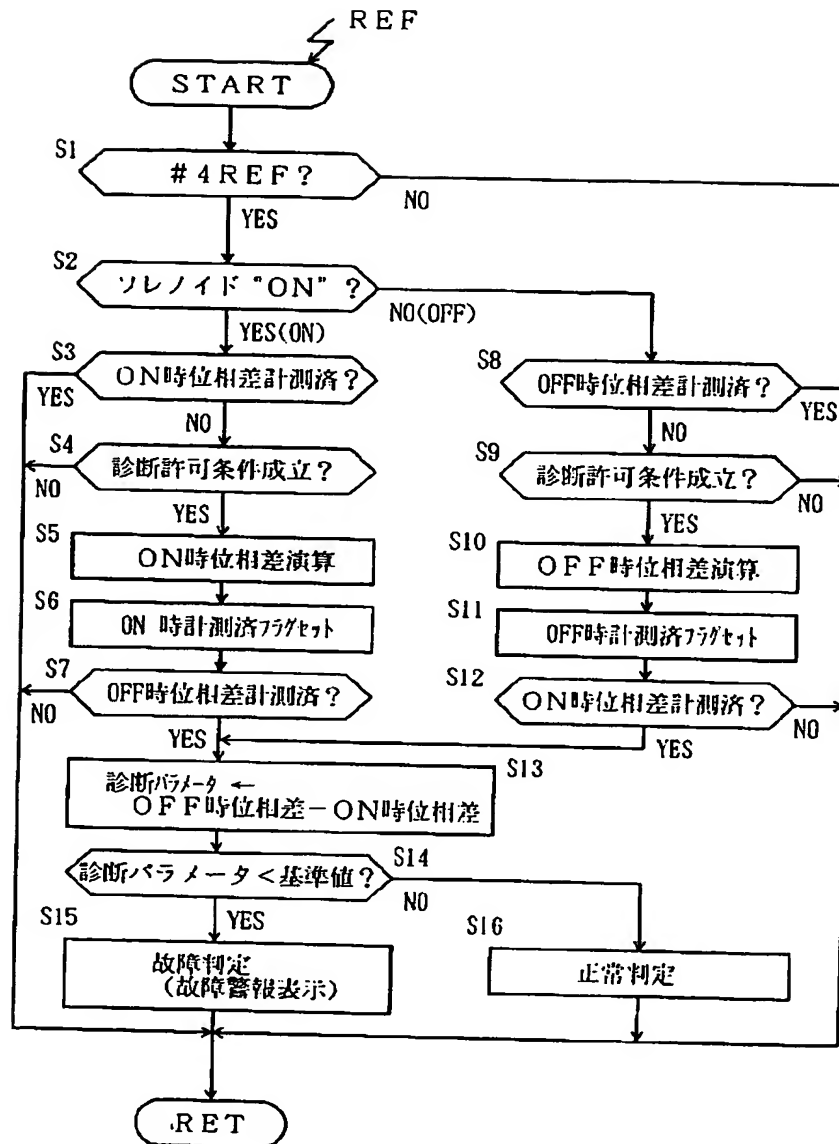 REF
START
S1
#4REF?
NO
YES
S2
ソレノイド"ON"?
NO(OFF)
YES(ON)
S3
ON時位相差計測済?
YES
NO
S8
OFF時位相差計測済?
YES
NO
S4
診断許可条件成立?
NO
YES
S9
診断許可条件成立?
NO
YES
S5
ON時位相差演算
S10
OFF時位相差演算
S6
ON 時計測済フラグセット
S11
OFF時計測済フラグセット
S7
OFF時位相差計測済?
NO
YES
S12
ON時位相差計測済?
NO
YES
S13
診断パラメータ ←
OFF時位相差-ON時位相差
S14
診断パラメータ<基準値?
NO
YES
S15
故障判定
(故障警報表示)
S16
正常判定
RET